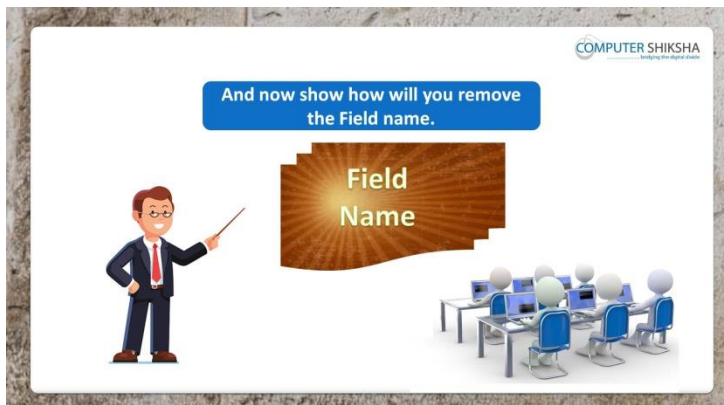 COMPUTER SHIKSHA
bridging the digital divide
And now show how will you remove
the Field name.
Field
Name